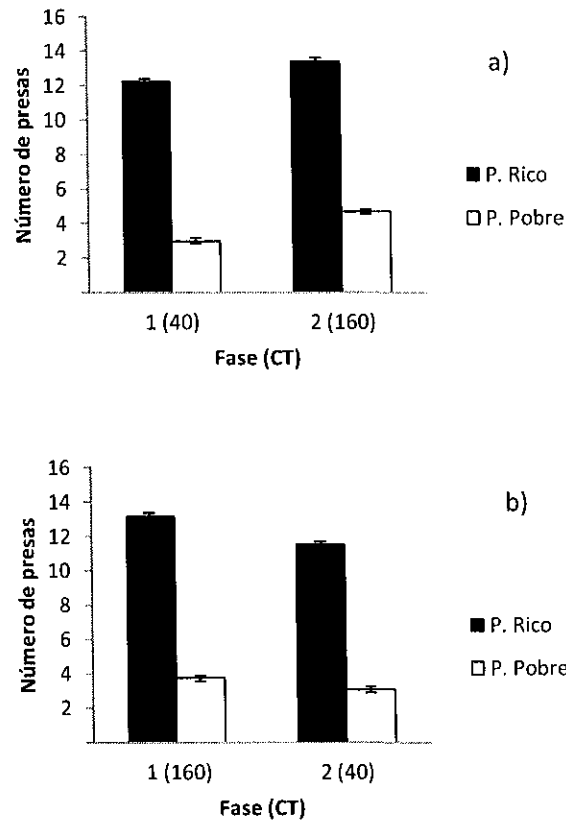 16
14
12
10
8
6
4
2
Número de presas
1 (40)
2 (160)
Fase (CT)
a)
P. Rico
P. Pobre
16
14
12
10
8
6
4
2
Número de presas
1 (160)
2 (40)
Fase (CT)
b)
P. Rico
P. Pobre